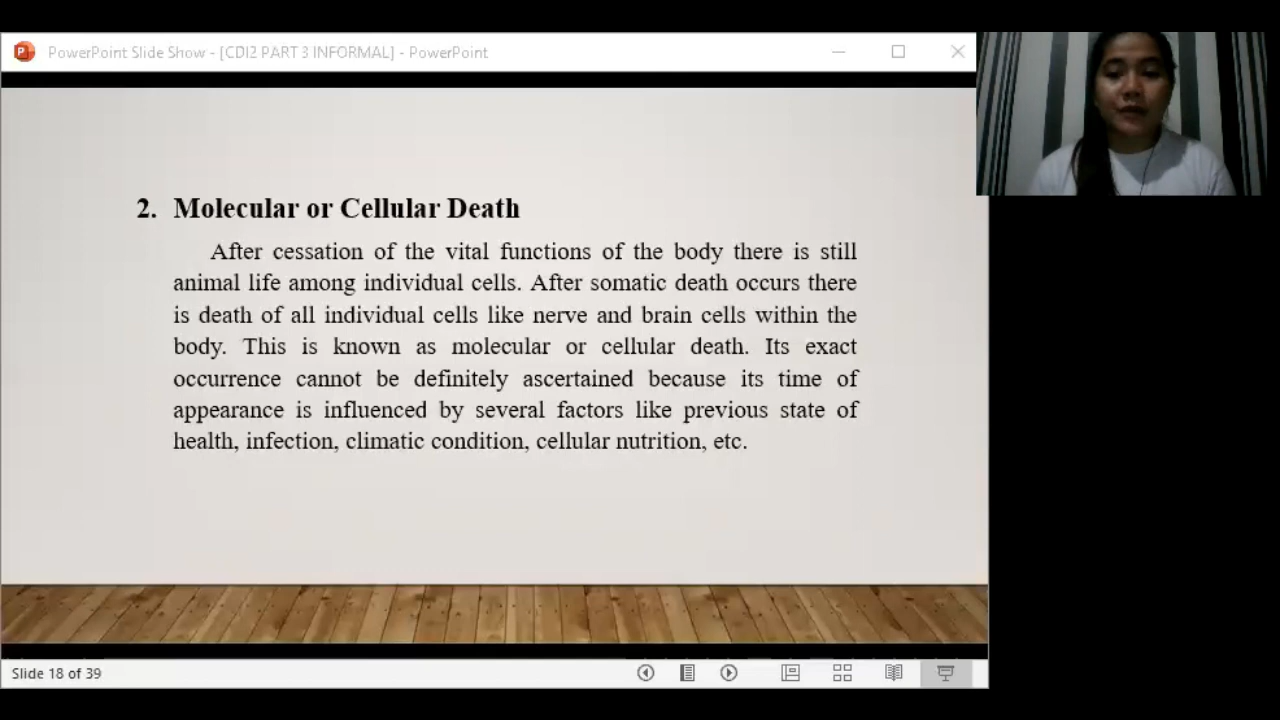 PowerPoint Slide Show - [CDI2 PART 3 INFORMAL] - PowerPoint
2. Molecular or Cellular Death
After cessation of the vital functions of the body there is still
animal life among individual cells. After somatic death occurs there
is death of all individual cells like nerve and brain cells within the
body. This is known as molecular or cellular death. Its exact
occurrence cannot be definitely ascertained because its time of
appearance is influenced by several factors like previous state of
health, infection, climatic condition, cellular nutrition, etc.
Slide 18 of 39